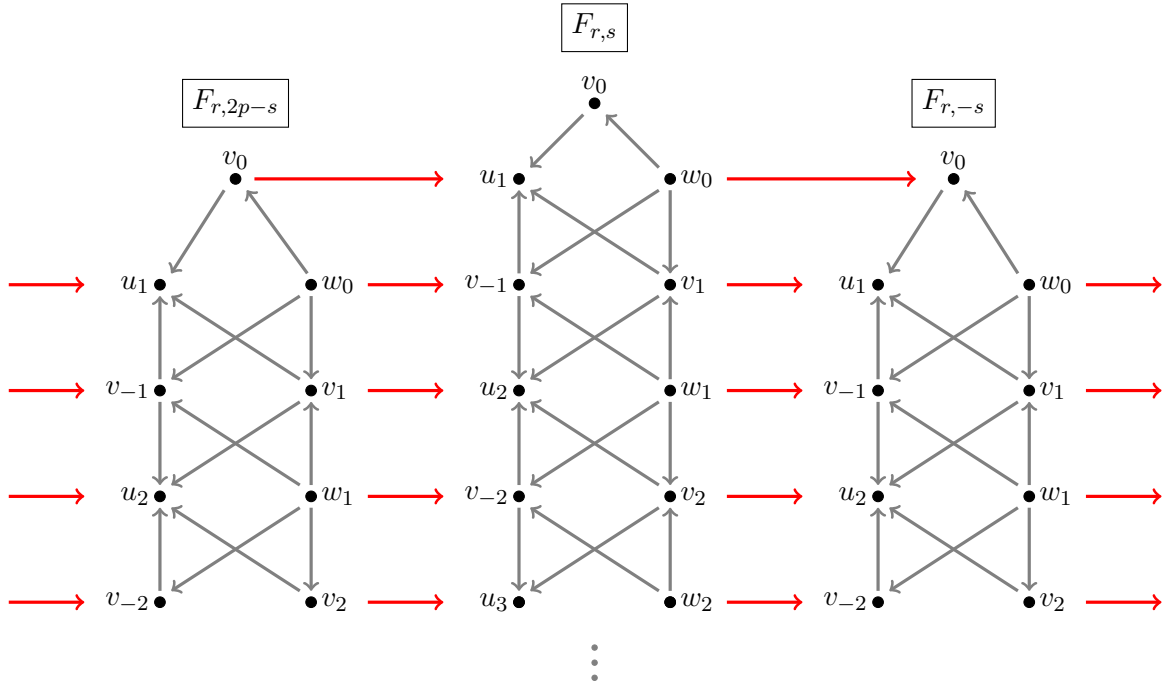 $F_{r,s}$
$F_{r,2p-s}$ $v_0$ $F_{r,-s}$
$v_0$ $u_1$ $w_0$ $v_0$
$u_1$ $w_0$ $v_{-1}$ $v_1$ $u_1$ $w_0$
$v_{-1}$ $v_1$ $u_2$ $w_1$ $v_{-1}$ $v_1$
$u_2$ $w_1$ $v_{-2}$ $v_2$ $u_2$ $w_1$
$v_{-2}$ $v_2$ $u_3$ $w_2$ $v_{-2}$ $v_2$